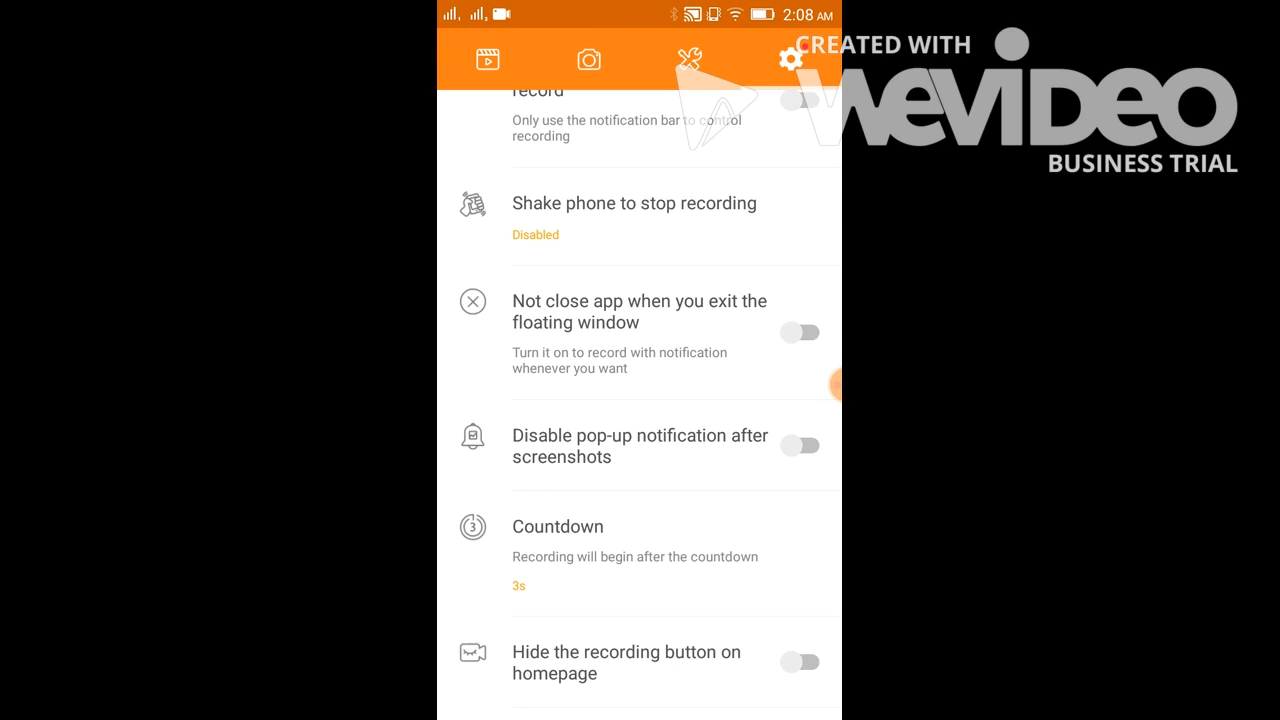 2:08 AM
CREATED WITH
WEVIDEO
BUSINESS TRIAL
record
Only use the notification bar to control
recording
Shake phone to stop recording
Disabled
Not close app when you exit the
floating window
Turn it on to record with notification
whenever you want
Disable pop-up notification after
screenshots
3
Countdown
Recording will begin after the countdown
3s
Hide the recording button on
homepage